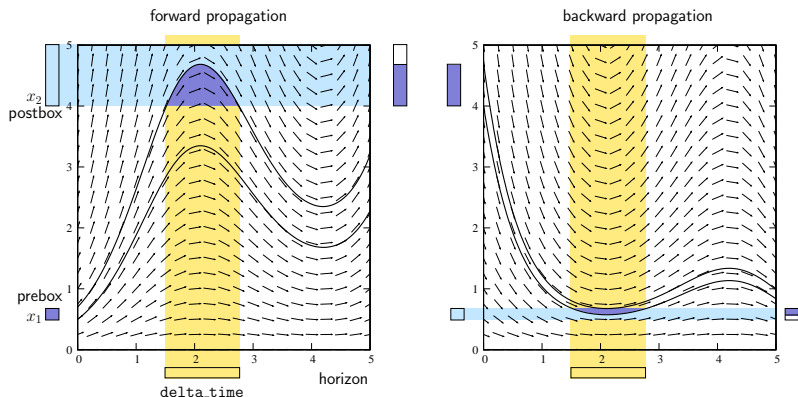 forward propagation
backward propagation
5
4
3
2
1
0
x2
postbox
prebox
x1
0 1 2 3 4 5
horizon
delta_time
5
4
3
2
1
0
0 1 2 3 4 5